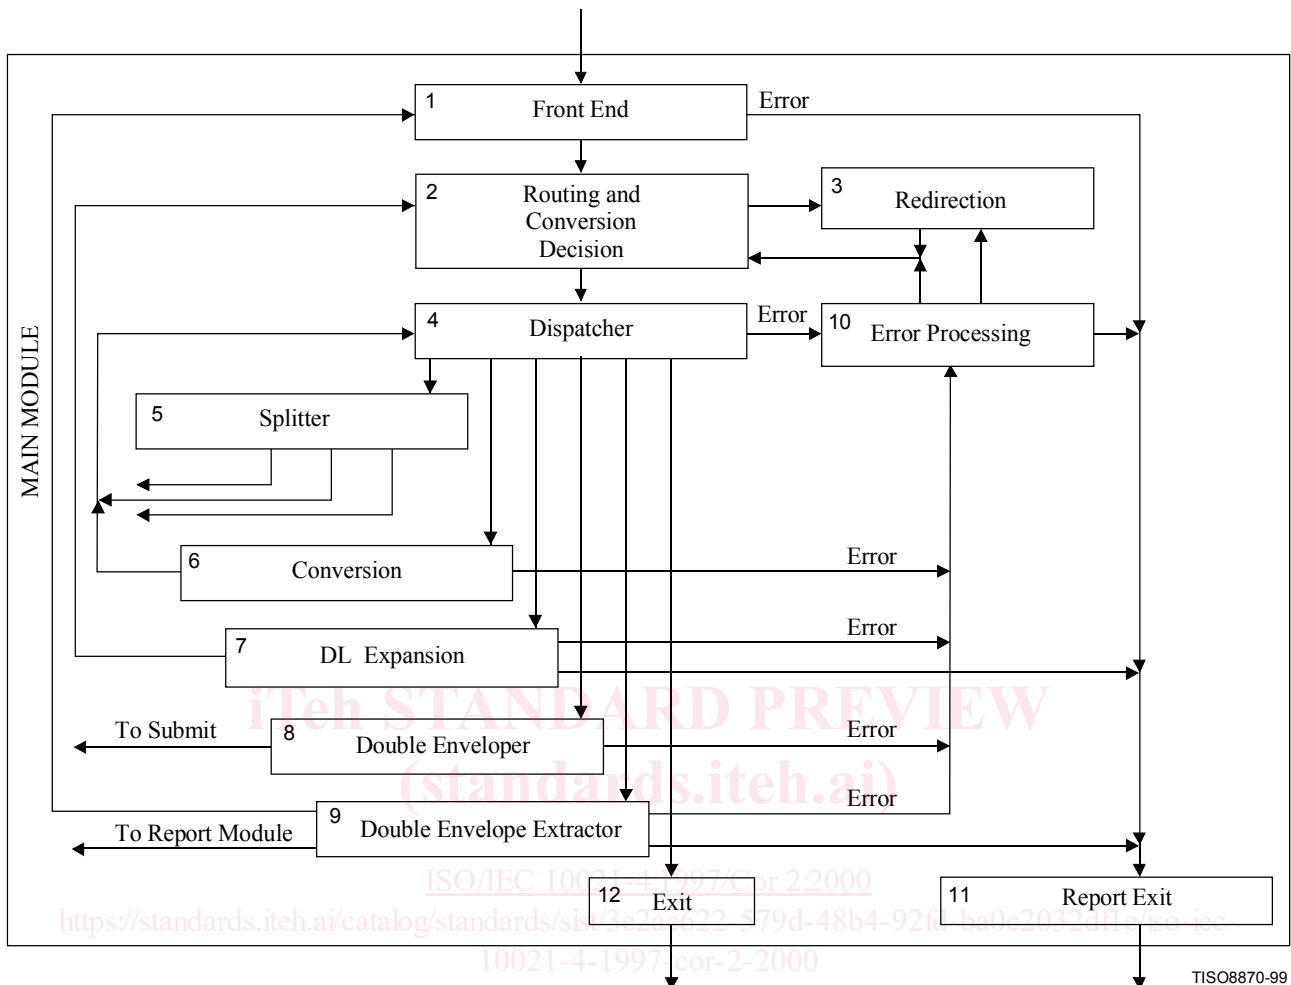 1
Front End
Error
2
Routing and
Conversion
Decision
3
Redirection
4
Dispatcher
Error
10
Error Processing
MAIN MODULE
5
Splitter
6
Conversion
Error
7
DL Expansion
Error
iTeh STANDARD PREVIEW
To Submit
8
Double Enveloper
Error
(standards.iteh.ai)
Error
To Report Module
9
Double Envelope Extractor
ISO/IEC 10021-4:1997/Cor 2:2000
12
Exit
11
Report Exit
https://standards.iteh.ai/catalog/standards/sist/3e2ae622-579d-48b4-92fd-ba0c2032df1e/iso-iec-
10021-4-1997-cor-2-2000
TISO8870-99